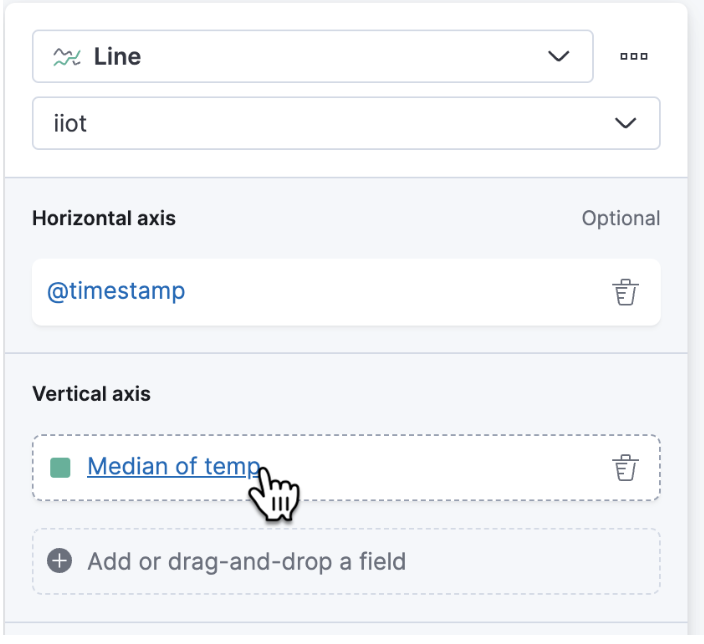 Line
iiot
Horizontal axis Optional
@timestamp
Vertical axis
Median of temp
Add or drag-and-drop a field